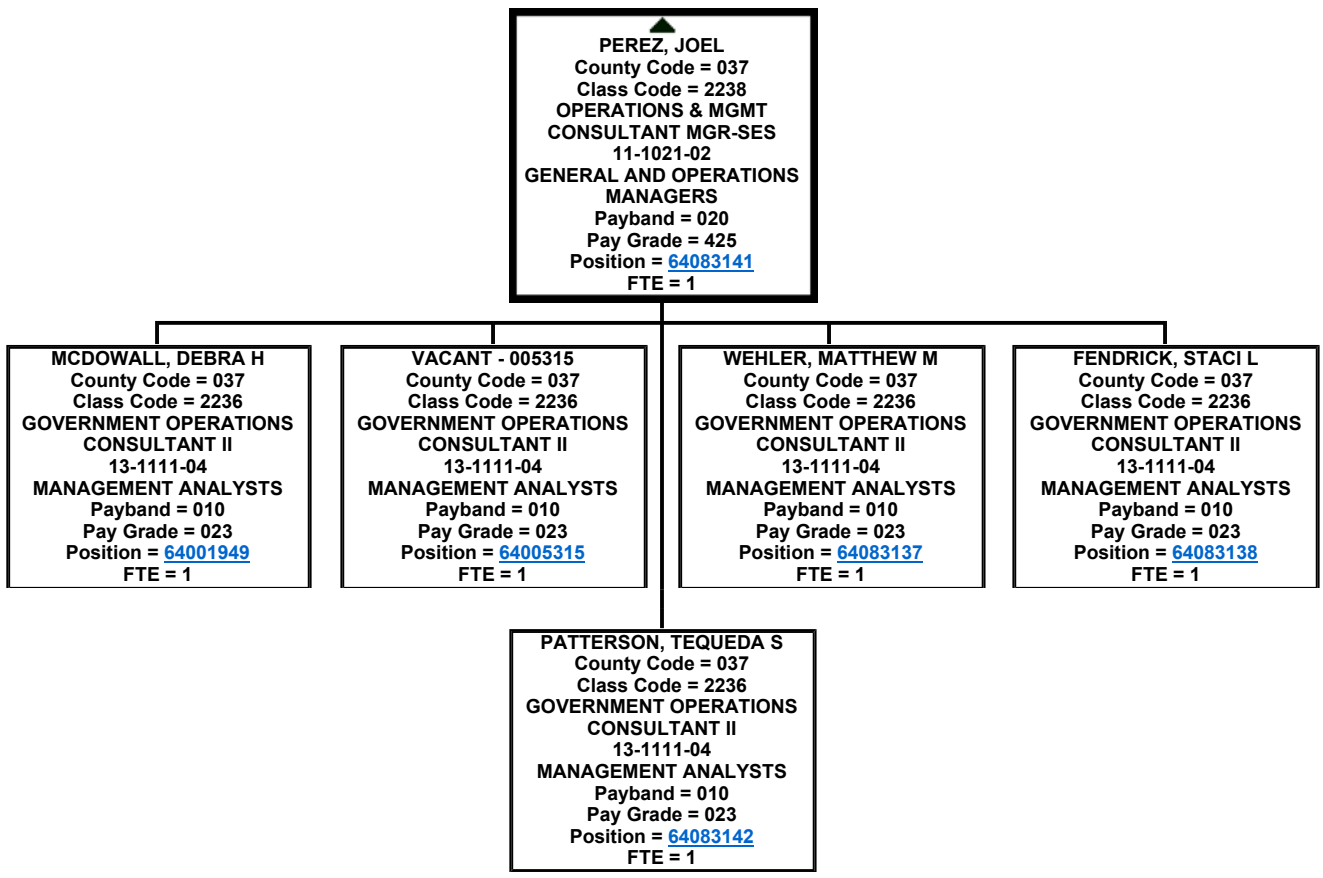 PEREZ, JOEL
County Code = 037
Class Code = 2238
OPERATIONS & MGMT
CONSULTANT MGR-SES
11-1021-02
GENERAL AND OPERATIONS
MANAGERS
Payband = 020
Pay Grade = 425
Position = 64083141
FTE = 1
MCDOWALL, DEBRA H
County Code = 037
Class Code = 2236
GOVERNMENT OPERATIONS
CONSULTANT II
13-1111-04
MANAGEMENT ANALYSTS
Payband = 010
Pay Grade = 023
Position = 64001949
FTE = 1
VACANT - 005315
County Code = 037
Class Code = 2236
GOVERNMENT OPERATIONS
CONSULTANT II
13-1111-04
MANAGEMENT ANALYSTS
Payband = 010
Pay Grade = 023
Position = 64005315
FTE = 1
WEHLER, MATTHEW M
County Code = 037
Class Code = 2236
GOVERNMENT OPERATIONS
CONSULTANT II
13-1111-04
MANAGEMENT ANALYSTS
Payband = 010
Pay Grade = 023
Position = 64083137
FTE = 1
FENDRICK, STACI L
County Code = 037
Class Code = 2236
GOVERNMENT OPERATIONS
CONSULTANT II
13-1111-04
MANAGEMENT ANALYSTS
Payband = 010
Pay Grade = 023
Position = 64083138
FTE = 1
PATTERSON, TEQUEDA S
County Code = 037
Class Code = 2236
GOVERNMENT OPERATIONS
CONSULTANT II
13-1111-04
MANAGEMENT ANALYSTS
Payband = 010
Pay Grade = 023
Position = 64083142
FTE = 1